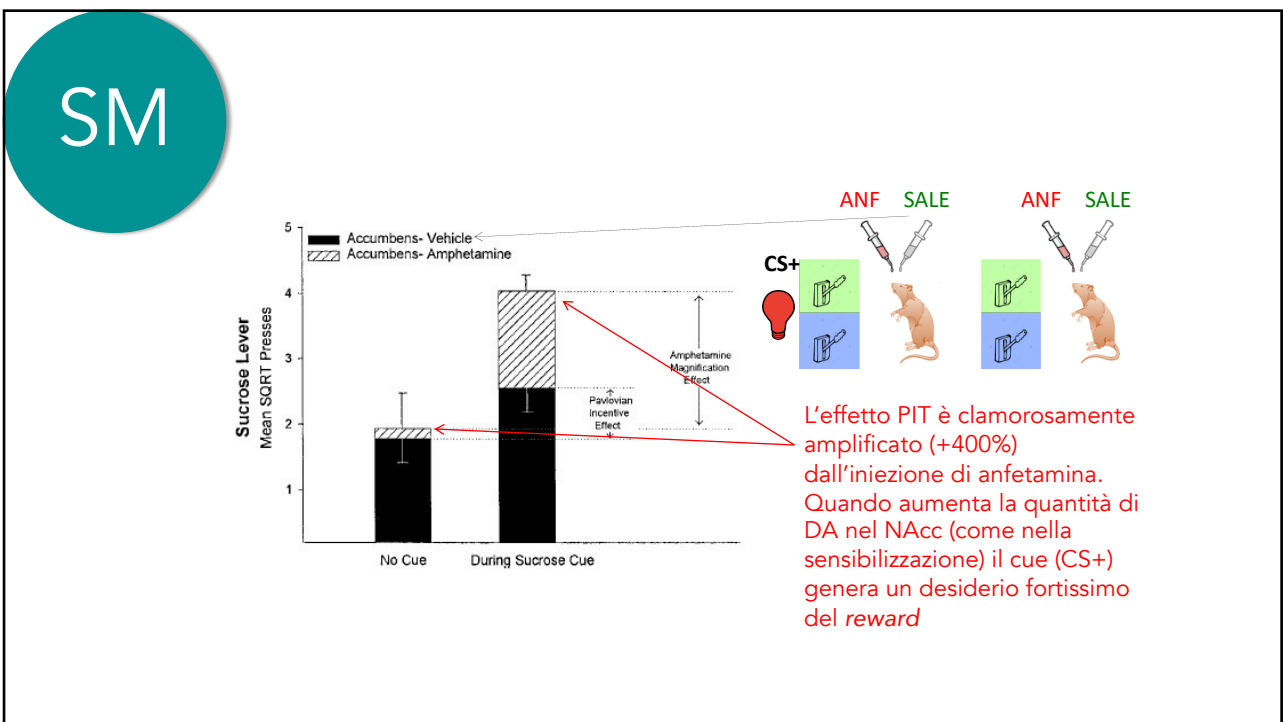 SM
ANF SALE
ANF SALE
CS+
5
4
3
2
1
Sucrose Lever
Mean SQRT Presses
Accumbens- Vehicle
Accumbens- Amphetamine
Amphetamine
Magnification
Effect
Pavlovian
Incentive
Effect
No Cue
During Sucrose Cue
L'effetto PIT è clamorosamente
amplificato (+400%)
dall'iniezione di anfetamina.
Quando aumenta la quantità di
DA nel NAcc (come nella
sensibilizzazione) il cue (CS+)
genera un desiderio fortissimo
del reward